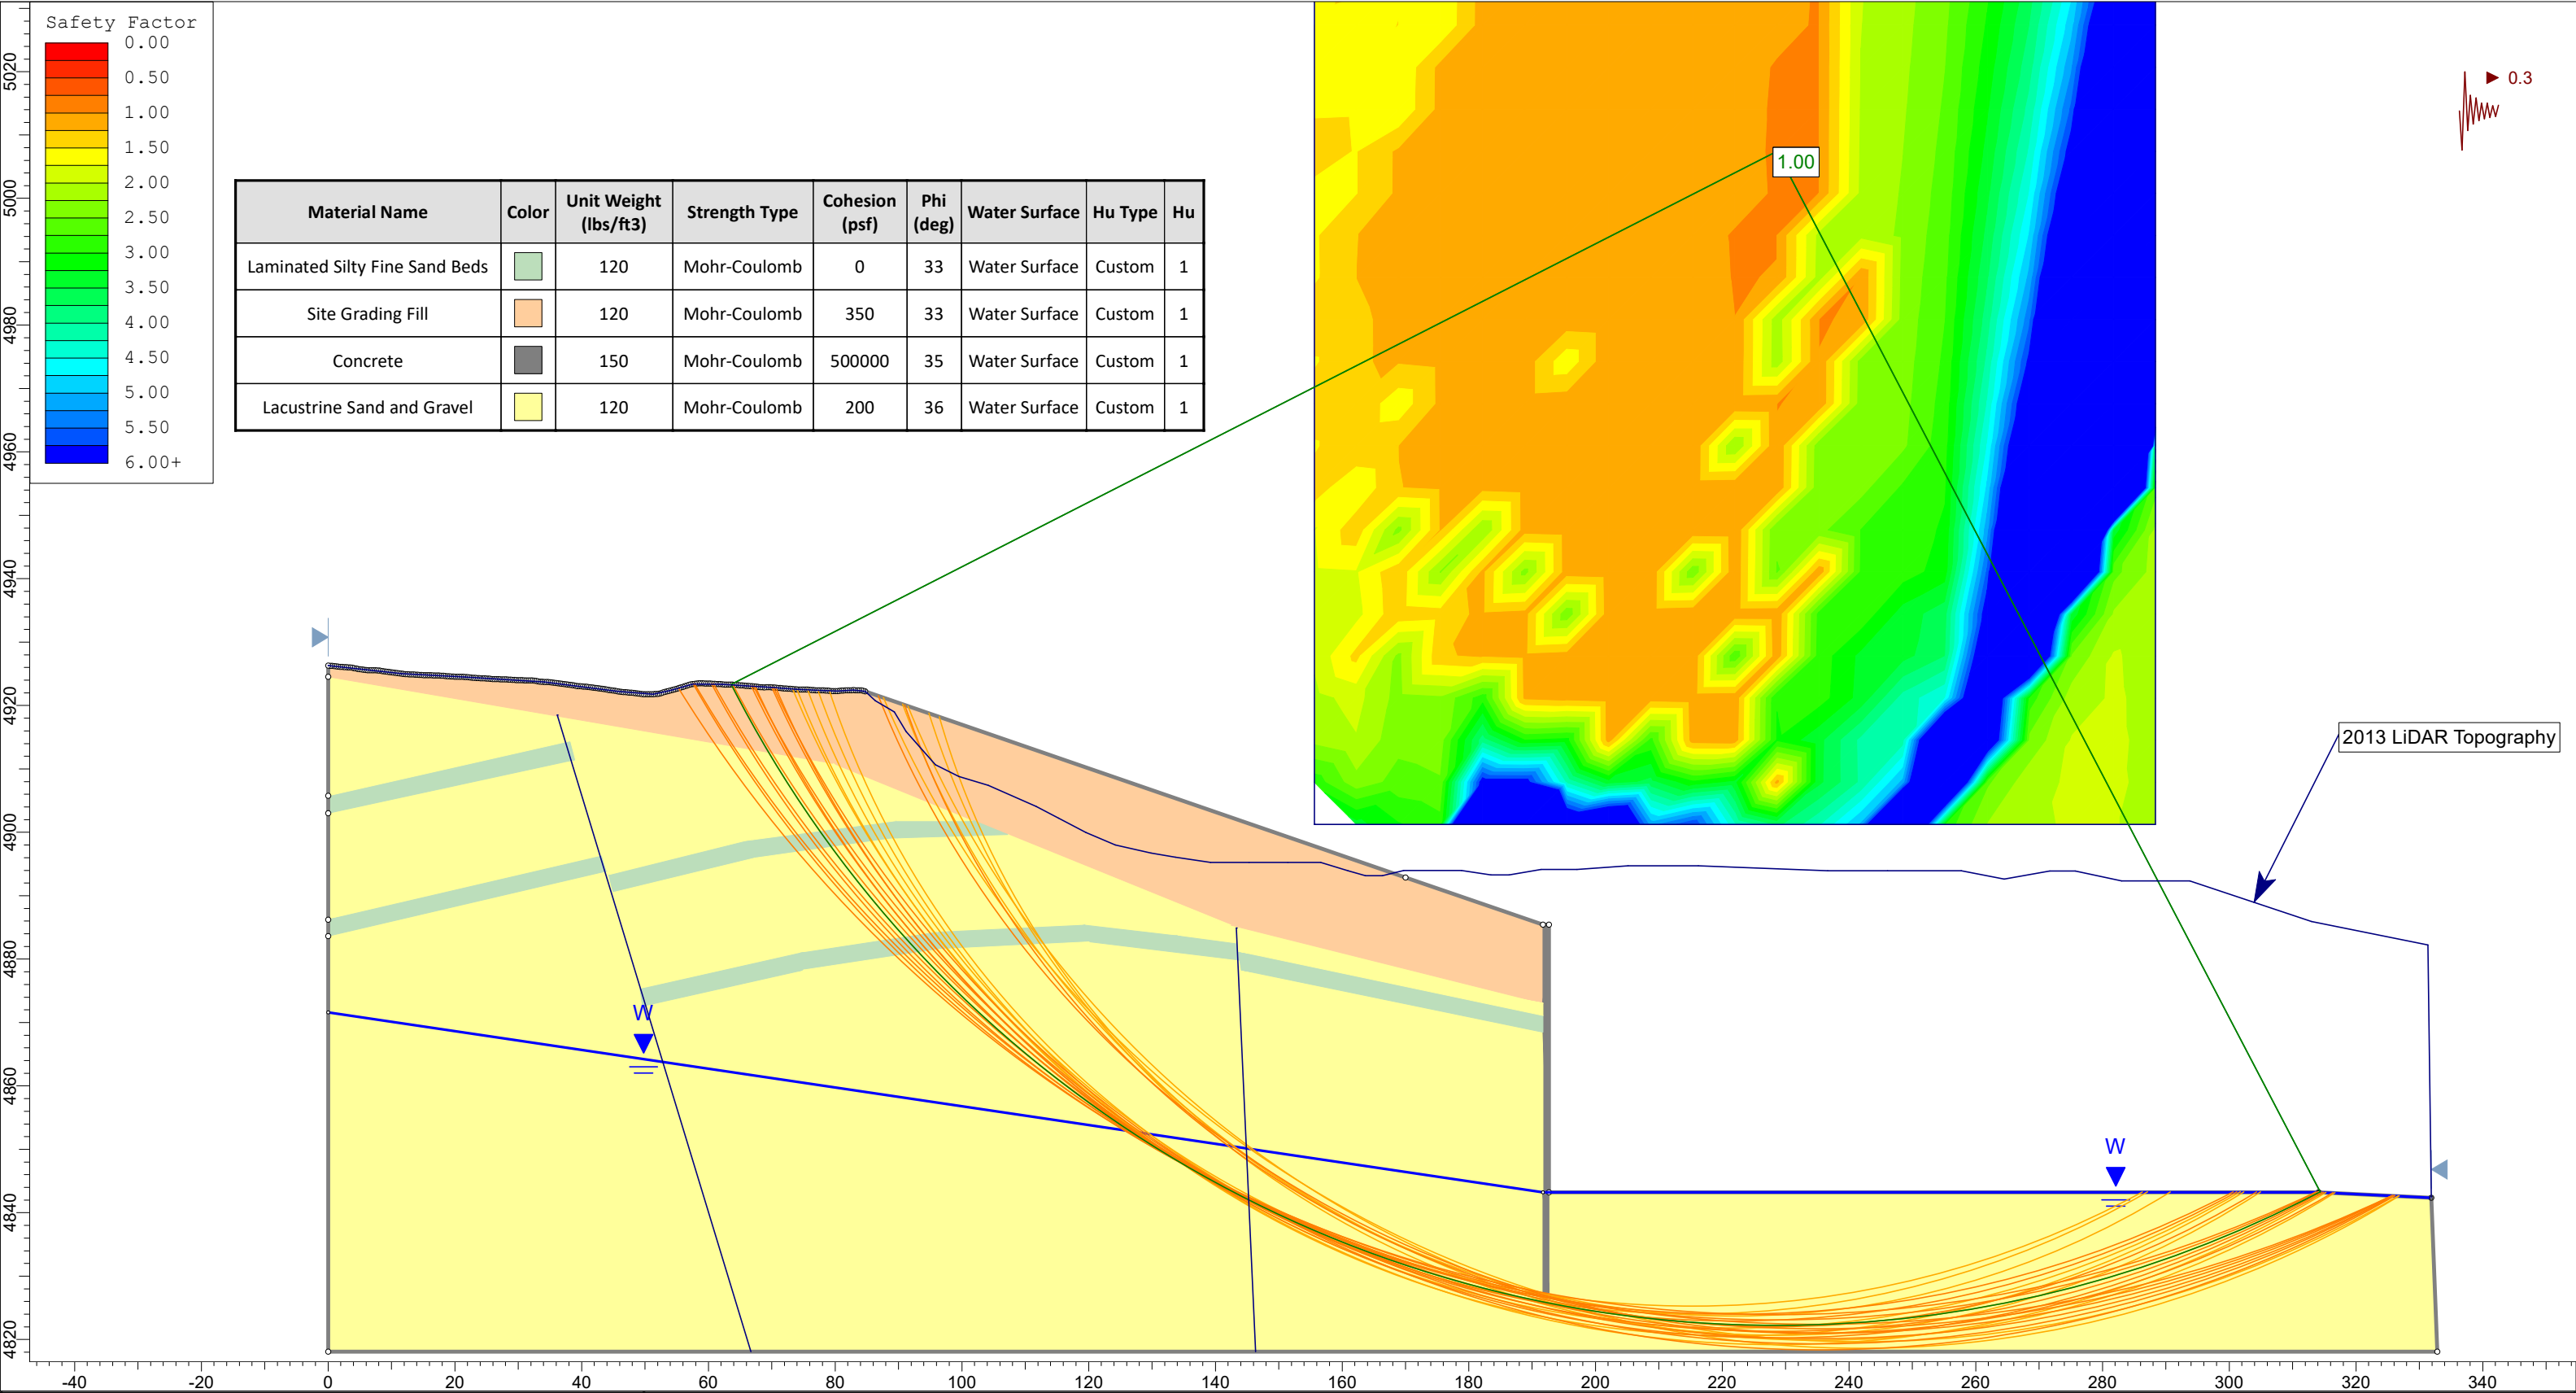 Safety Factor
0.00
0.50
1.00
1.50
2.00
2.50
3.00
3.50
4.00
4.50
5.00
5.50
6.00+
Material Name Color Unit Weight (lbs/ft3) Strength Type Cohesion (psf) Phi (deg) Water Surface Hu Type Hu
Laminated Silty Fine Sand Beds 120 Mohr-Coulomb 0 33 Water Surface Custom 1
Site Grading Fill 120 Mohr-Coulomb 350 33 Water Surface Custom 1
Concrete 150 Mohr-Coulomb 500000 35 Water Surface Custom 1
Lacustrine Sand and Gravel 120 Mohr-Coulomb 200 36 Water Surface Custom 1
1.00
0.3
2013 LiDAR Topography
W
W
5020
5000
4980
4960
4940
4920
4900
4880
4860
4840
4820
-40 -20 0 20 40 60 80 100 120 140 160 180 200 220 240 260 280 300 320 340